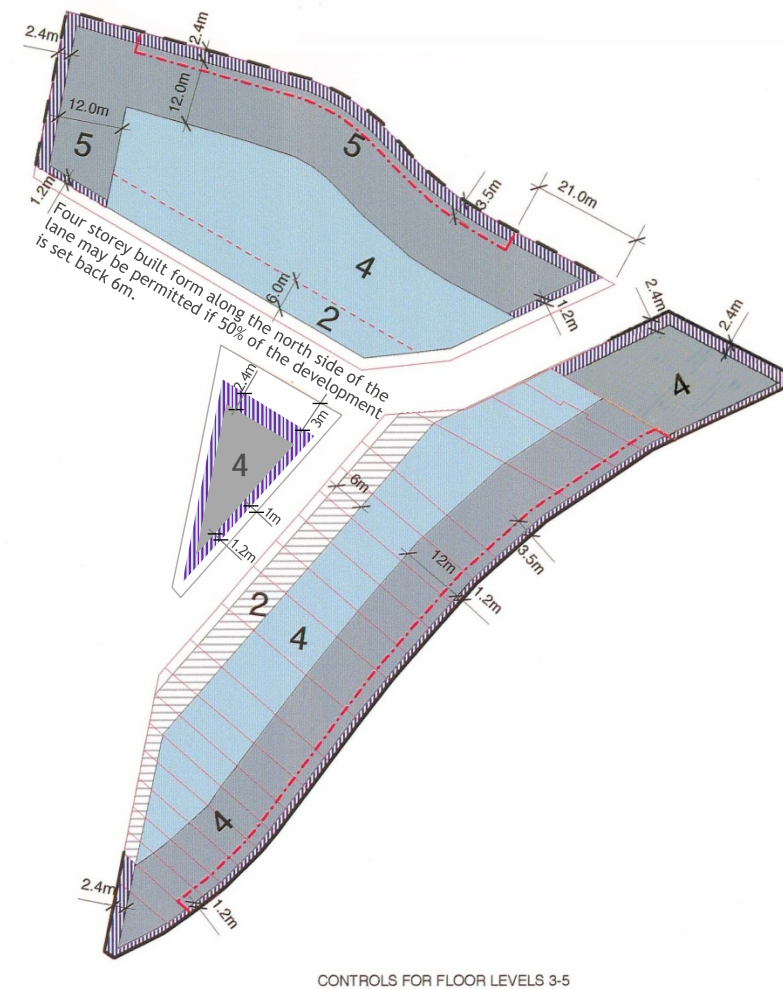 2.4m
2.4m
12.0m
12.0m
5
5
3.5m
21.0m
1.2m
4
6.0m
2
1.2m
Four storey built form along the north side of the
lane may be permitted if 50% of the development
is set back 6m.
2.4m
2.4m
4
2.4m
3m
4
1m
1.2m
6m
3.5m
12m
1.2m
2
4
4
2.4m
1.2m
CONTROLS FOR FLOOR LEVELS 3-5